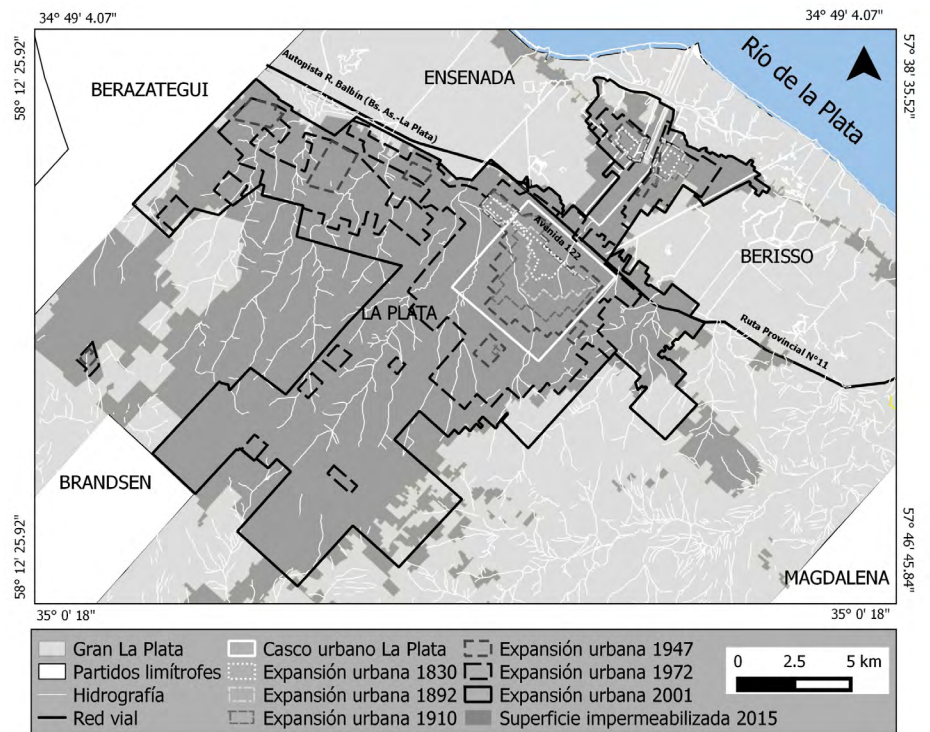 34° 49' 4.07"
34° 49' 4.07"
58° 12' 25.92"
57° 38' 35.52"
Río de la Plata
ENSENADA
BERAZATEGUI
Autopista R. Balbín (Bs. As.-La Plata)
Avenida 122
BERISSO
LA PLATA
Ruta Provincial N°11
BRANDSEN
MAGDALENA
58° 12' 25.92"
57° 46' 45.84"
35° 0' 18"
35° 0' 18"
Gran La Plata
Partidos limítrofes
Hidrografía
Red vial
Casco urbano La Plata
Expansión urbana 1830
Expansión urbana 1892
Expansión urbana 1910
Expansión urbana 1947
Expansión urbana 1972
Expansión urbana 2001
Superficie impermeabilizada 2015
0 2.5 5 km